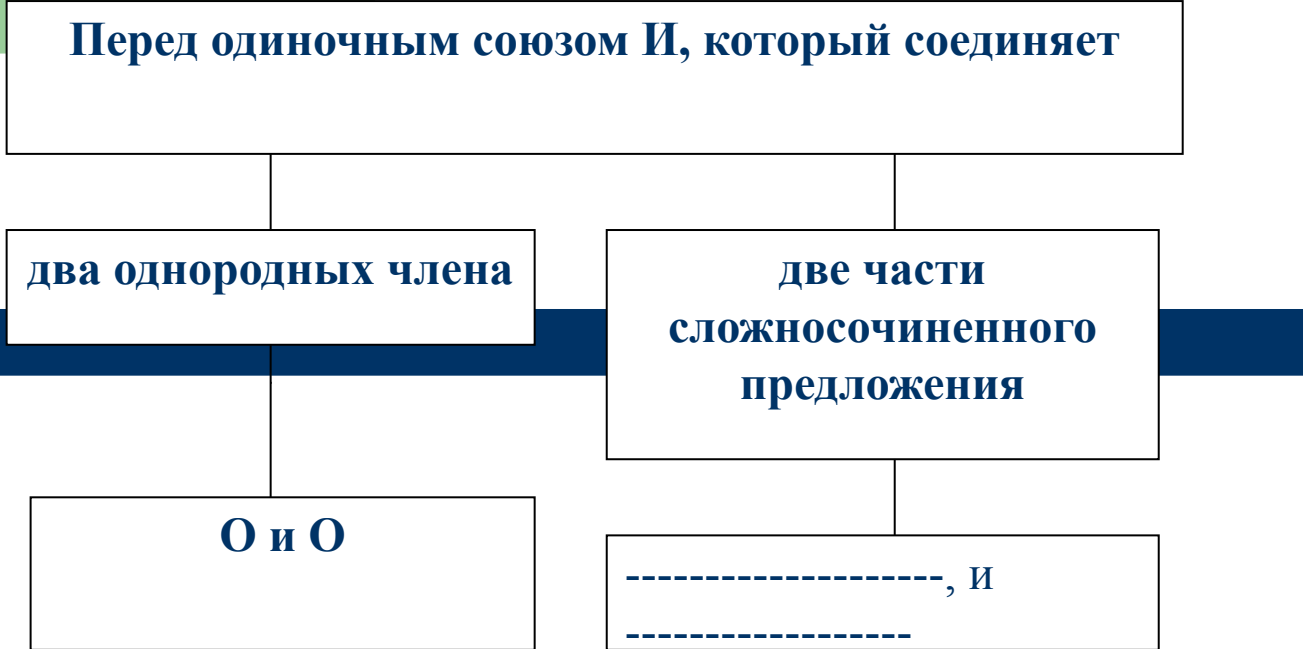 Перед одиночным союзом И, который соединяет
два однородных члена
две части
сложносочиненного
предложения
О и О
--------------------, и
------------------